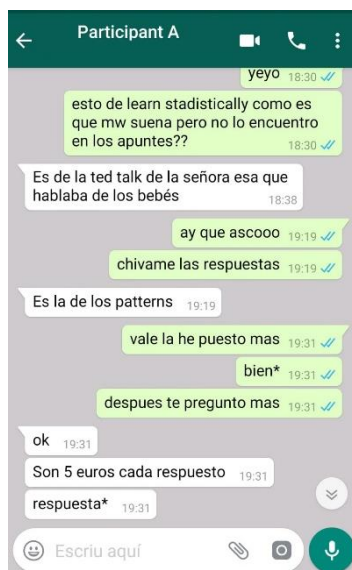 Participant A
yeyo 18:30
esto de learn stadistically como es
que mw suena pero no lo encuentro
en los apuntes??
18:30
Es de la ted talk de la señora esa que
hablaba de los bebés
18:38
ay que ascooo 19:19
chivame las respuestas 19:19
Es la de los patterns 19:19
vale la he puesto mas 19:31
bien* 19:31
despues te pregunto mas 19:31
ok 19:31
Son 5 euros cada respuesto 19:31
respuesta* 19:31
Escriu aquí